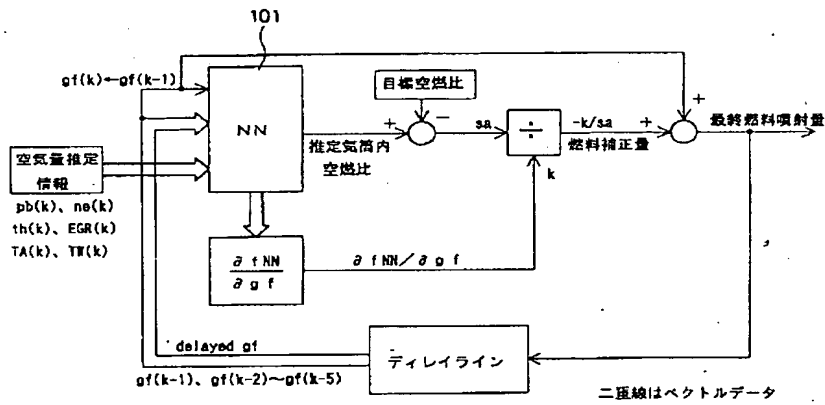 101
gf(k)←gf(k-1)
NN
目標空燃比
+
−
sa
÷
-k/sa
燃料補正量
+
+
最終燃料噴射量
推定気筒内
空燃比
k
空気量推定
情報
pb(k)、ne(k)
th(k)、EGR(k)
TA(k)、TW(k)
∂fNN
∂gf
∂fNN/∂gf
delayed gf
ディレイライン
gf(k-1)、gf(k-2)～gf(k-5)
二重線はベクトルデータ